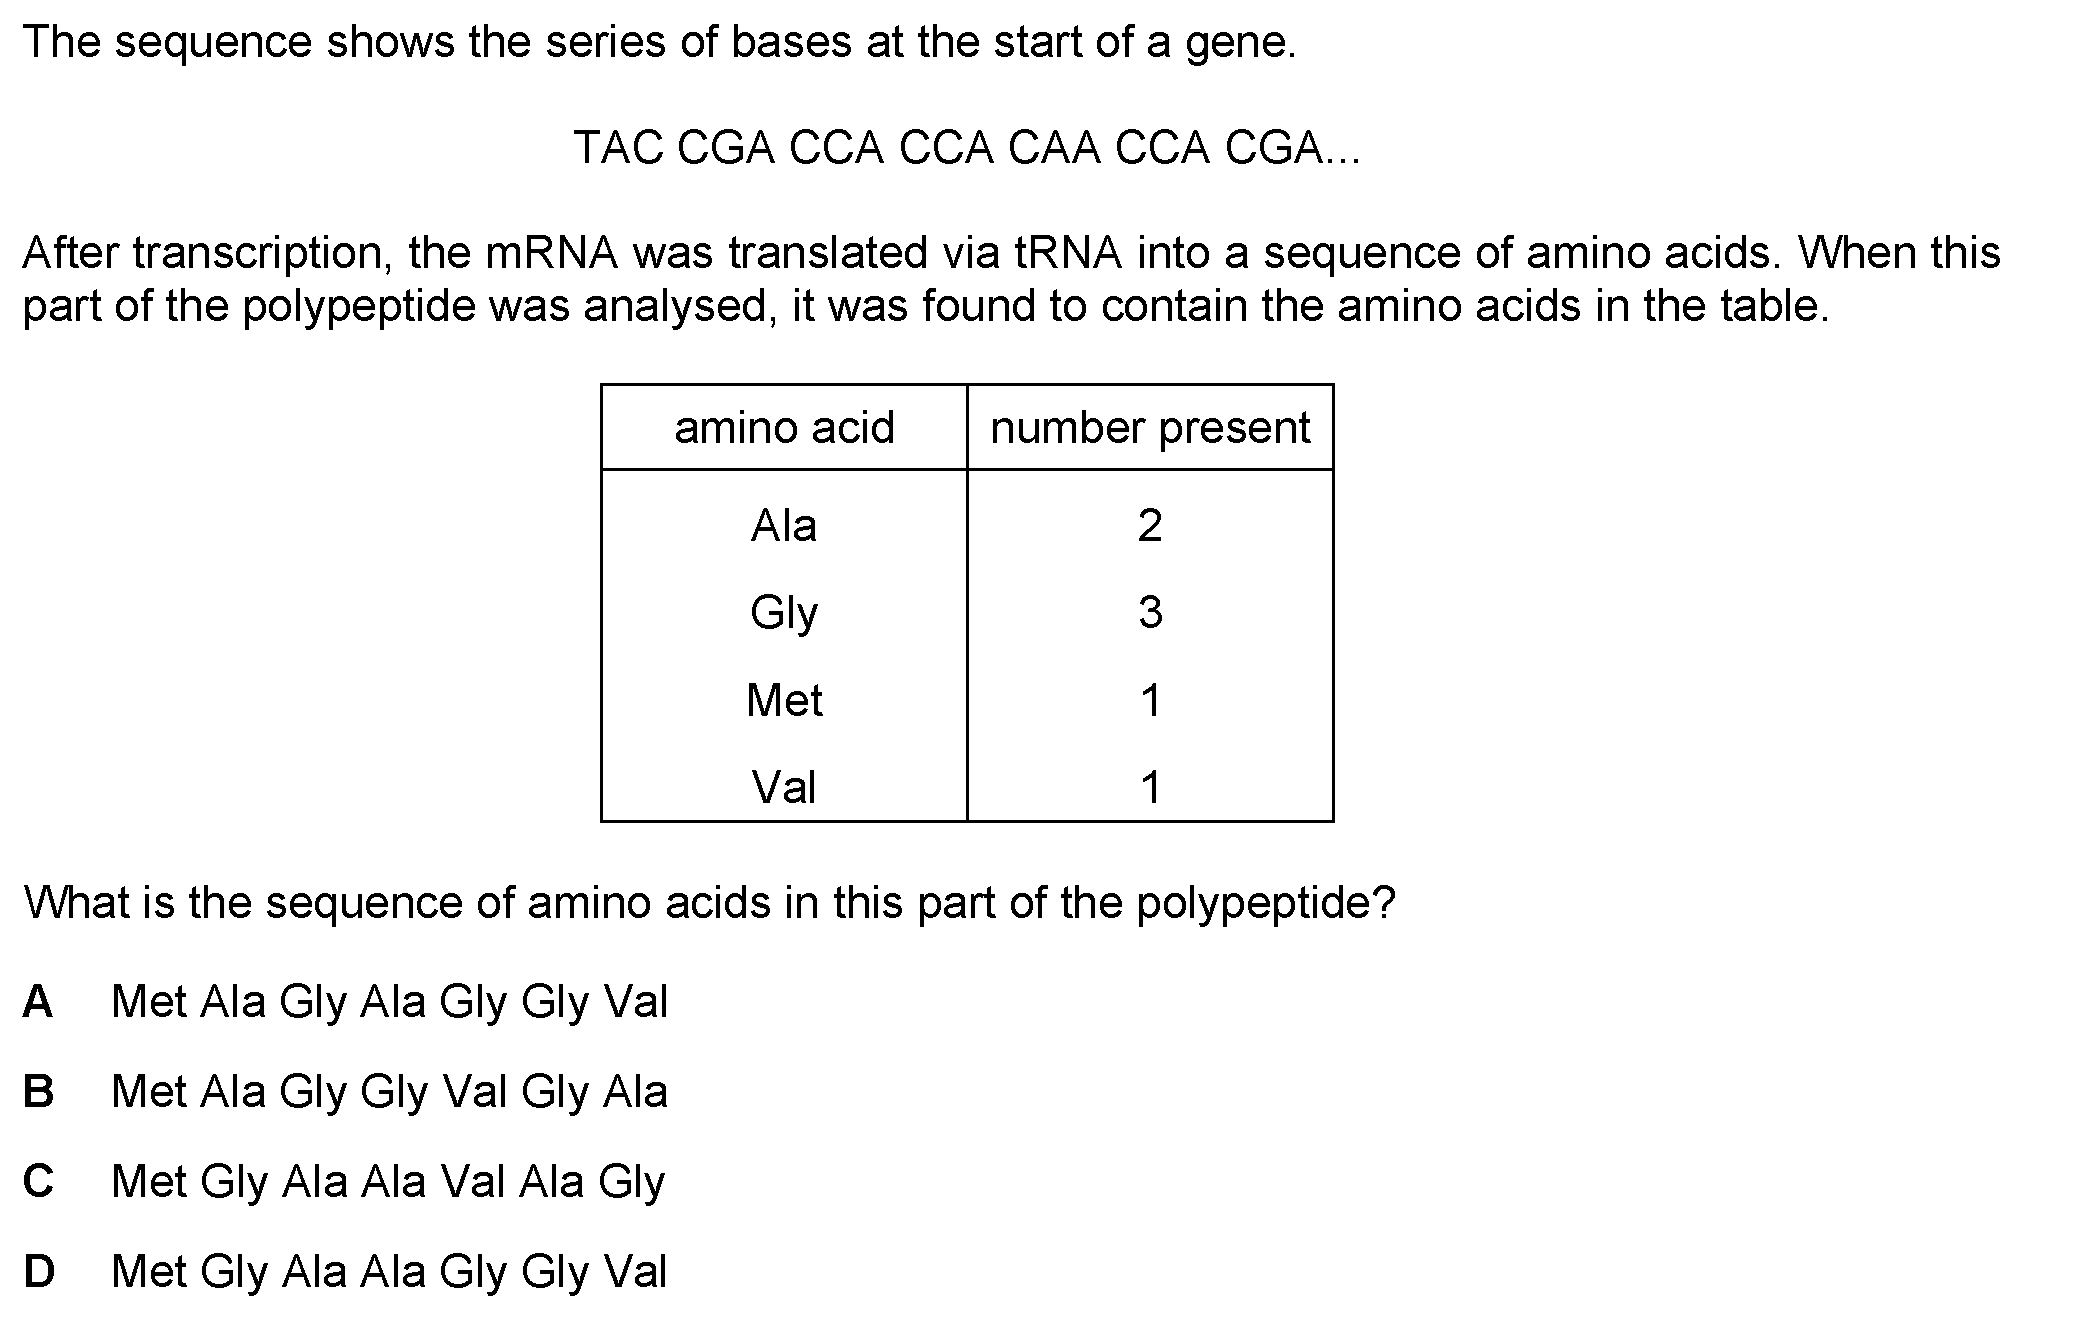 The sequence shows the series of bases at the start of a gene.
TAC CGA CCA CCA CAA CCA CGA...
After transcription, the mRNA was translated via tRNA into a sequence of amino acids. When this
part of the polypeptide was analysed, it was found to contain the amino acids in the table.
amino acid number present
Ala 2
Gly 3
Met 1
Val 1
What is the sequence of amino acids in this part of the polypeptide?
A Met Ala Gly Ala Gly Gly Val
B Met Ala Gly Gly Val Gly Ala
C Met Gly Ala Ala Val Ala Gly
D Met Gly Ala Ala Gly Gly Val